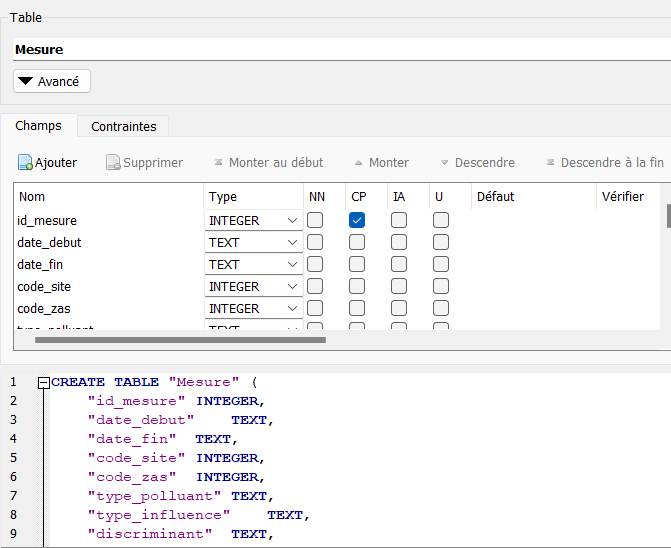 Table
Mesure
Avancé
Champs Contraintes
Ajouter Supprimer Monter au début Monter Descendre Descendre à la fin
Nom Type NN CP IA U Défaut Vérifier
id_mesure INTEGER
date_debut TEXT
date_fin TEXT
code_site INTEGER
code_zas INTEGER
type_polluant TEXT
1 CREATE TABLE "Mesure" (
2 "id_mesure" INTEGER,
3 "date_debut" TEXT,
4 "date_fin" TEXT,
5 "code_site" INTEGER,
6 "code_zas" INTEGER,
7 "type_polluant" TEXT,
8 "type_influence" TEXT,
9 "discriminant" TEXT,